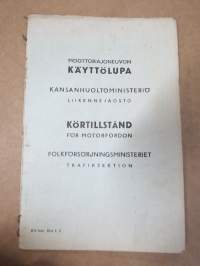 MOOTTORIAJONEUVON
KÄYTTÖLUPA
KANSANHUOLTOMINISTERIÖ
LIIKENNEJAOSTO
KÖRTILLSTÅND
FÖR MOTORFORDON
FOLKFÖRSÖRJNINGSMINISTERIET
TRAFIKSEKTION